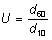 U = d60 / d10